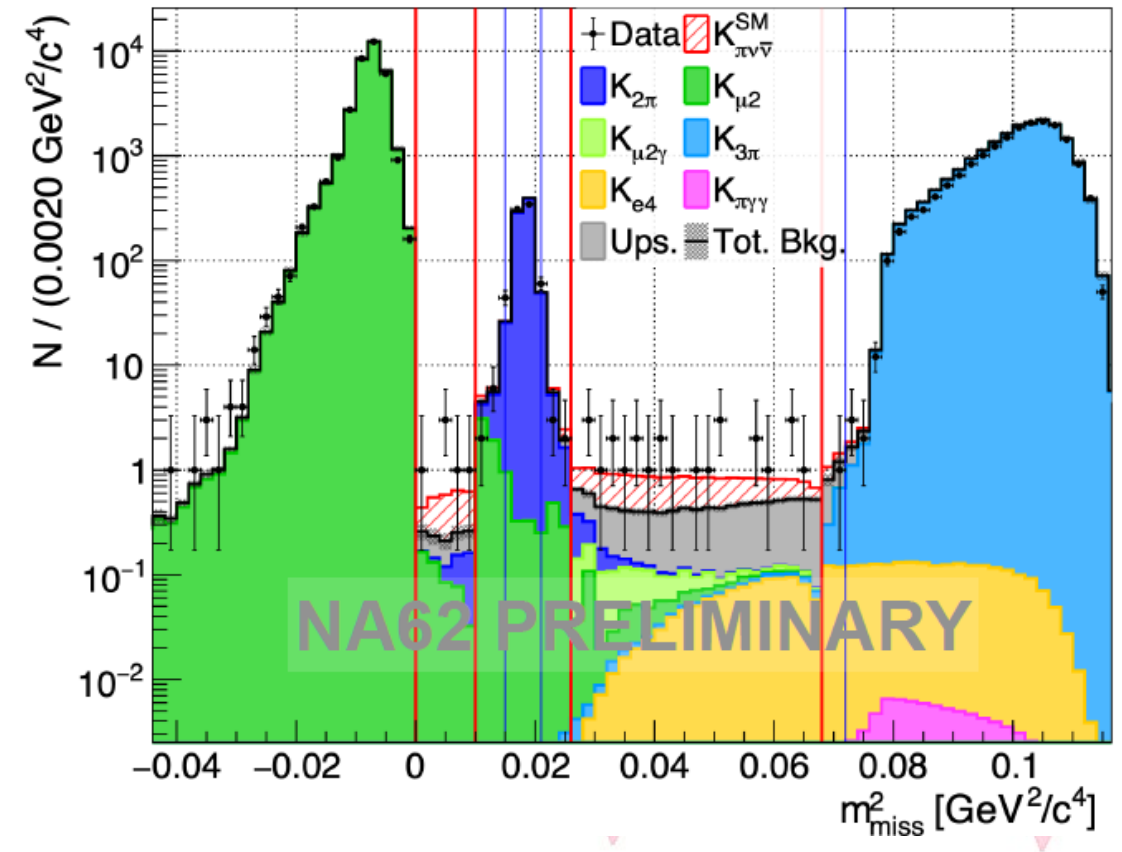 N / (0.0020 GeV²/c⁴)
10⁴
10³
10²
10
1
10⁻¹
10⁻²
Data K^SM_πνν̅
K_2π K_μ2
K_μ2γ K_3π
K_e4 K_πγγ
Ups. Tot. Bkg.
NA62 PRELIMINARY
−0.04 −0.02 0 0.02 0.04 0.06 0.08 0.1
m²_miss [GeV²/c⁴]